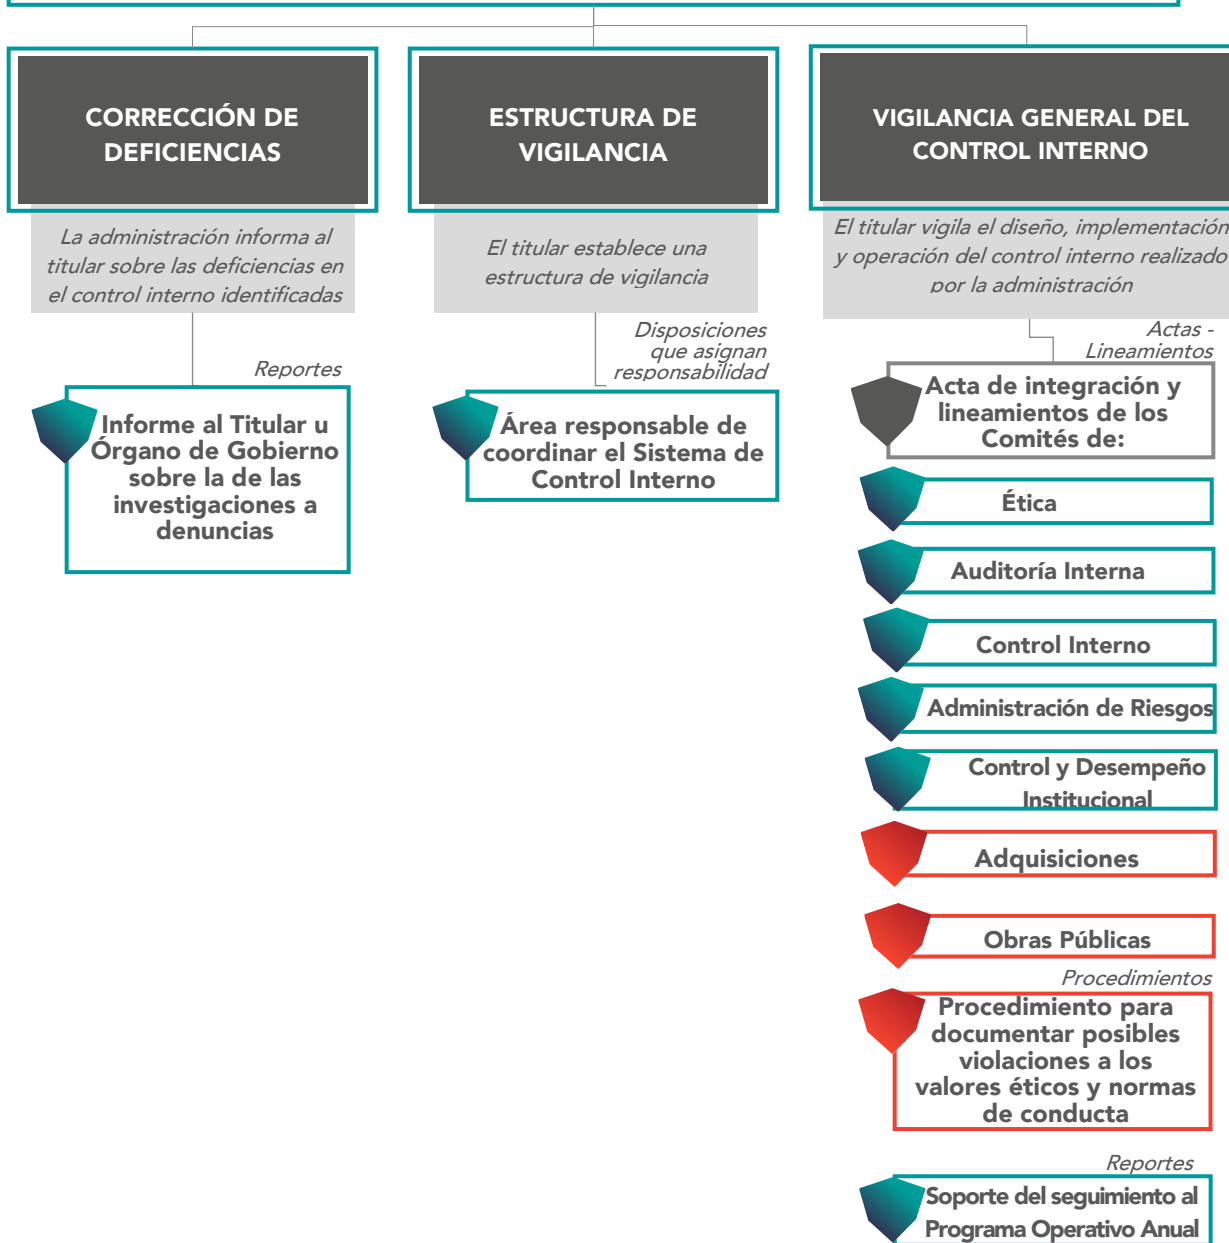 CORRECCIÓN DE
DEFICIENCIAS
La administración informa al
titular sobre las deficiencias en
el control interno identificadas
Reportes
Informe al Titular u
Órgano de Gobierno
sobre la de las
investigaciones a
denuncias
ESTRUCTURA DE
VIGILANCIA
El titular establece una
estructura de vigilancia
Disposiciones
que asignan
responsabilidad
Área responsable de
coordinar el Sistema de
Control Interno
VIGILANCIA GENERAL DEL
CONTROL INTERNO
El titular vigila el diseño, implementación
y operación del control interno realizado
por la administración
Actas -
Lineamientos
Acta de integración y
lineamientos de los
Comités de:
Ética
Auditoría Interna
Control Interno
Administración de Riesgos
Control y Desempeño
Institucional
Adquisiciones
Obras Públicas
Procedimientos
Procedimiento para
documentar posibles
violaciones a los
valores éticos y normas
de conducta
Reportes
Soporte del seguimiento al
Programa Operativo Anual